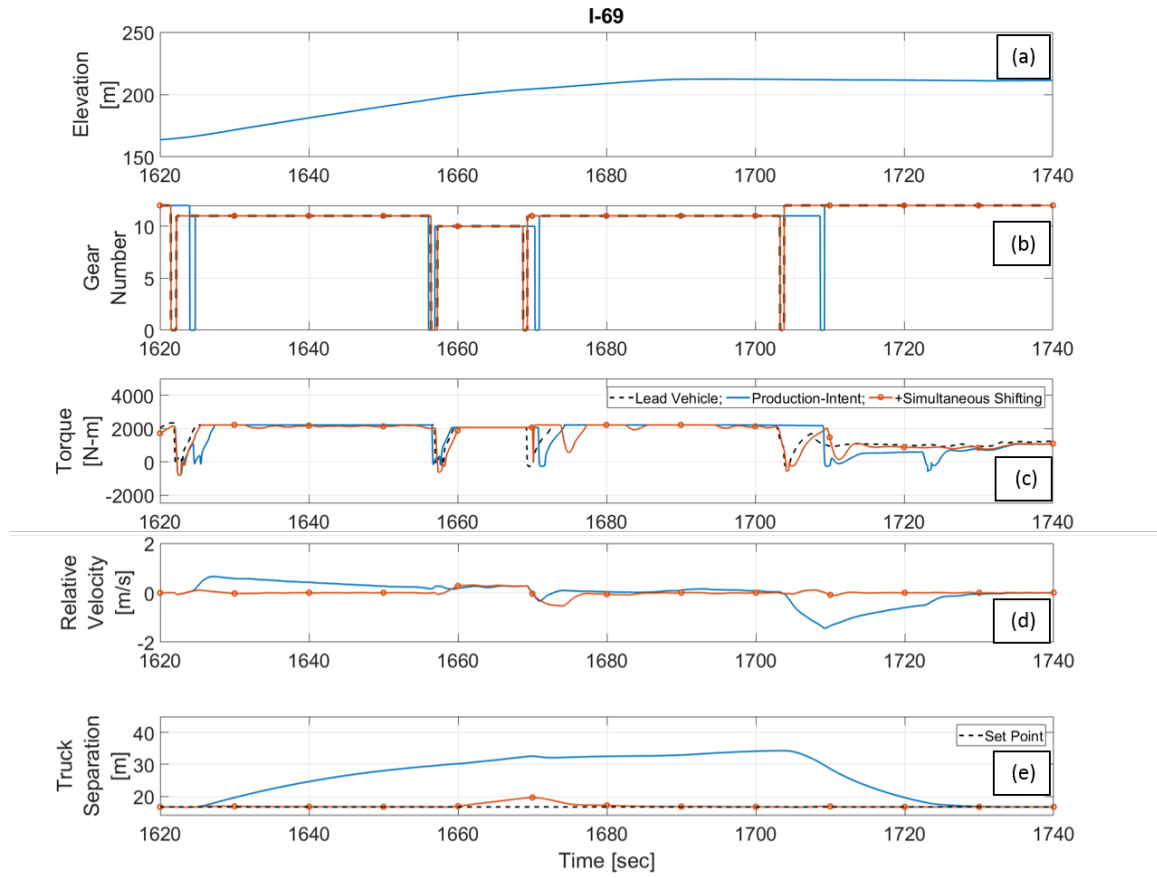 I-69
Elevation
[m]
250
200
150
(a)
1620 1640 1660 1680 1700 1720 1740
Gear
Number
10
5
0
(b)
1620 1640 1660 1680 1700 1720 1740
Torque
[N-m]
4000
2000
0
-2000
Lead Vehicle; Production-Intent; +Simultaneous Shifting
(c)
1620 1640 1660 1680 1700 1720 1740
Relative
Velocity
[m/s]
2
0
-2
(d)
1620 1640 1660 1680 1700 1720 1740
Truck
Separation
[m]
40
30
20
Set Point
(e)
1620 1640 1660 1680 1700 1720 1740
Time [sec]